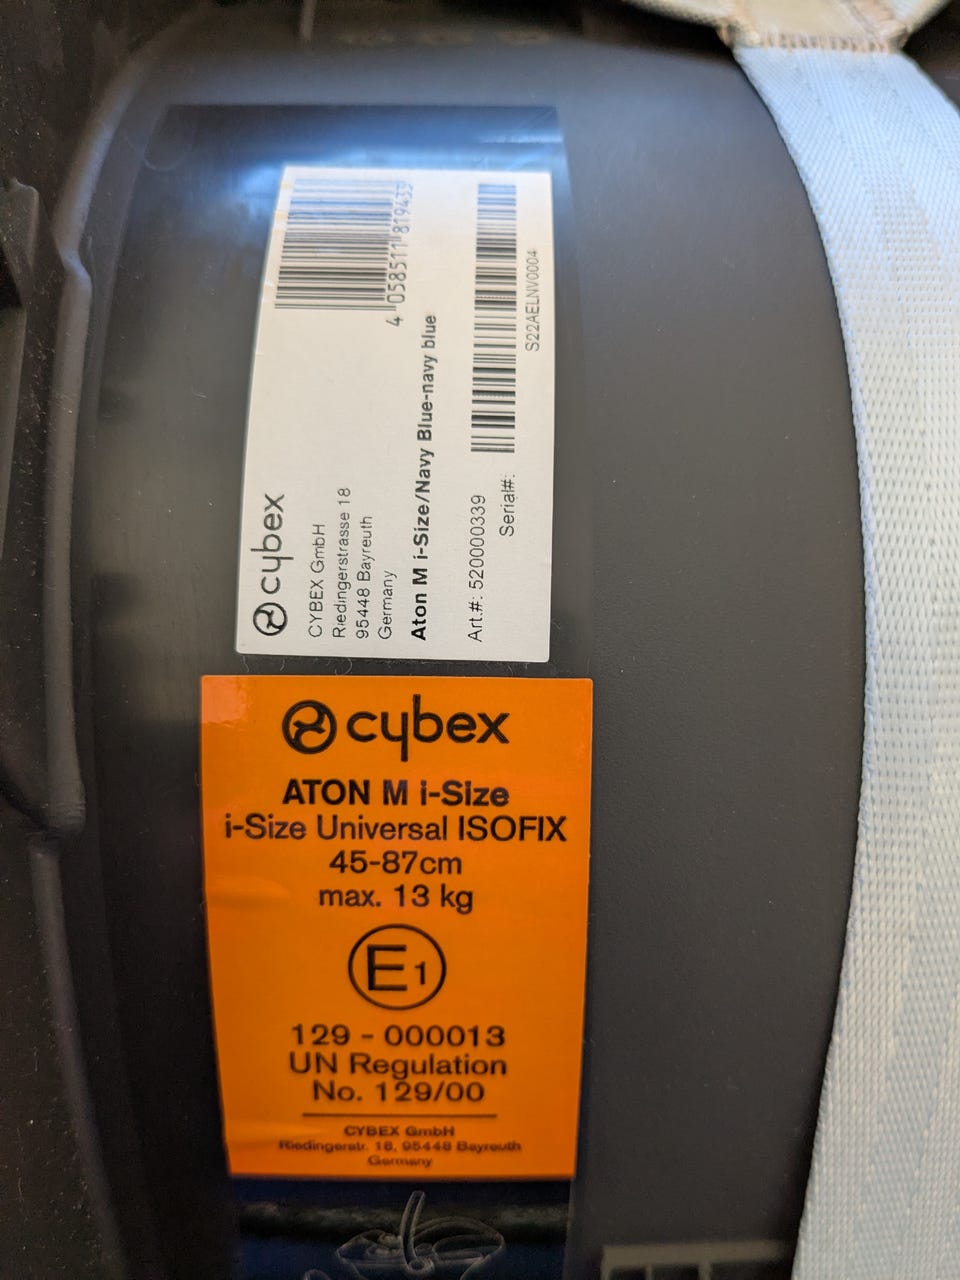 cybex
CYBEX GmbH
Riedingerstrasse 18
95448 Bayreuth
Germany
4 058511 819433
Aton M i-Size/Navy Blue-navy blue
Art.#: 520000339
Serial#:
S22AELNV0004
cybex
ATON M i-Size
i-Size Universal ISOFIX
45-87cm
max. 13 kg
E1
129 - 000013
UN Regulation
No. 129/00
CYBEX GmbH
Riedingerstr. 18, 95448 Bayreuth
Germany